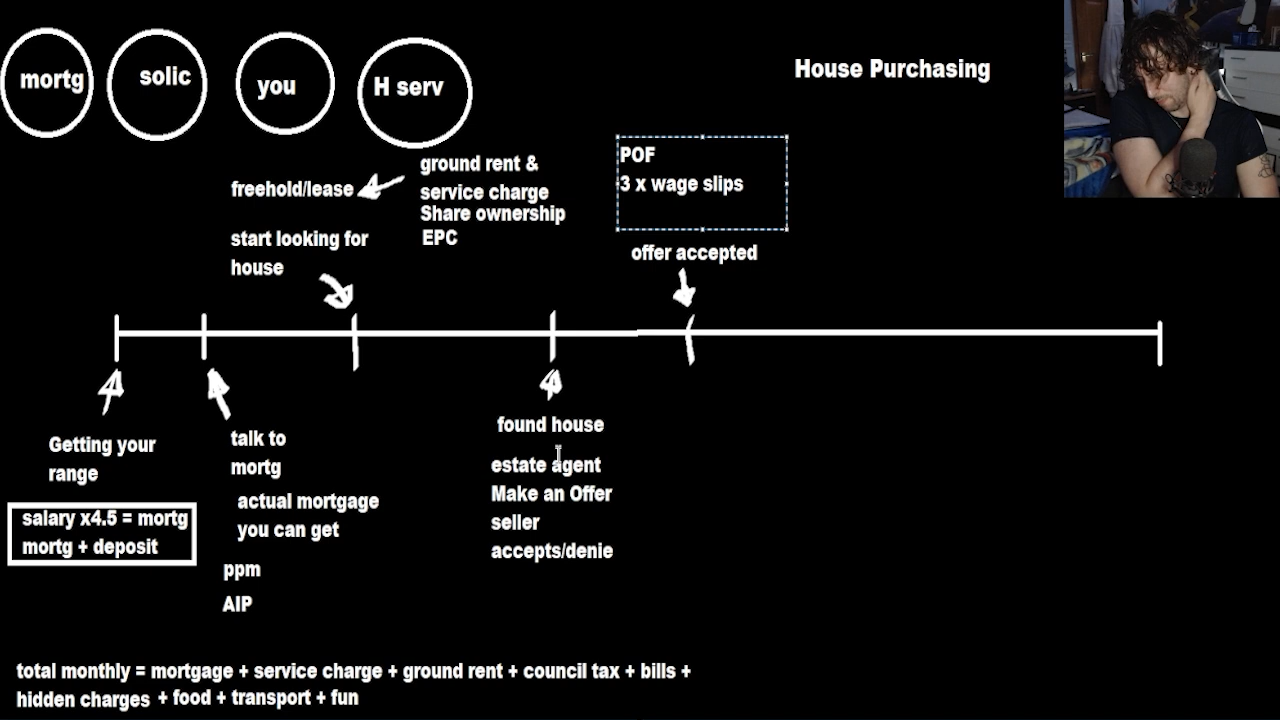 mortg
solic
you
H serv
House Purchasing
ground rent &
service charge
Share ownership
EPC
freehold/lease
start looking for
house
POF
3 x wage slips
offer accepted
Getting your
range
salary x4.5 = mortg
mortg + deposit
talk to
mortg
actual mortgage
you can get
ppm
AIP
found house
estate agent
Make an Offer
seller
accepts/denie
total monthly = mortgage + service charge + ground rent + council tax + bills +
hidden charges + food + transport + fun